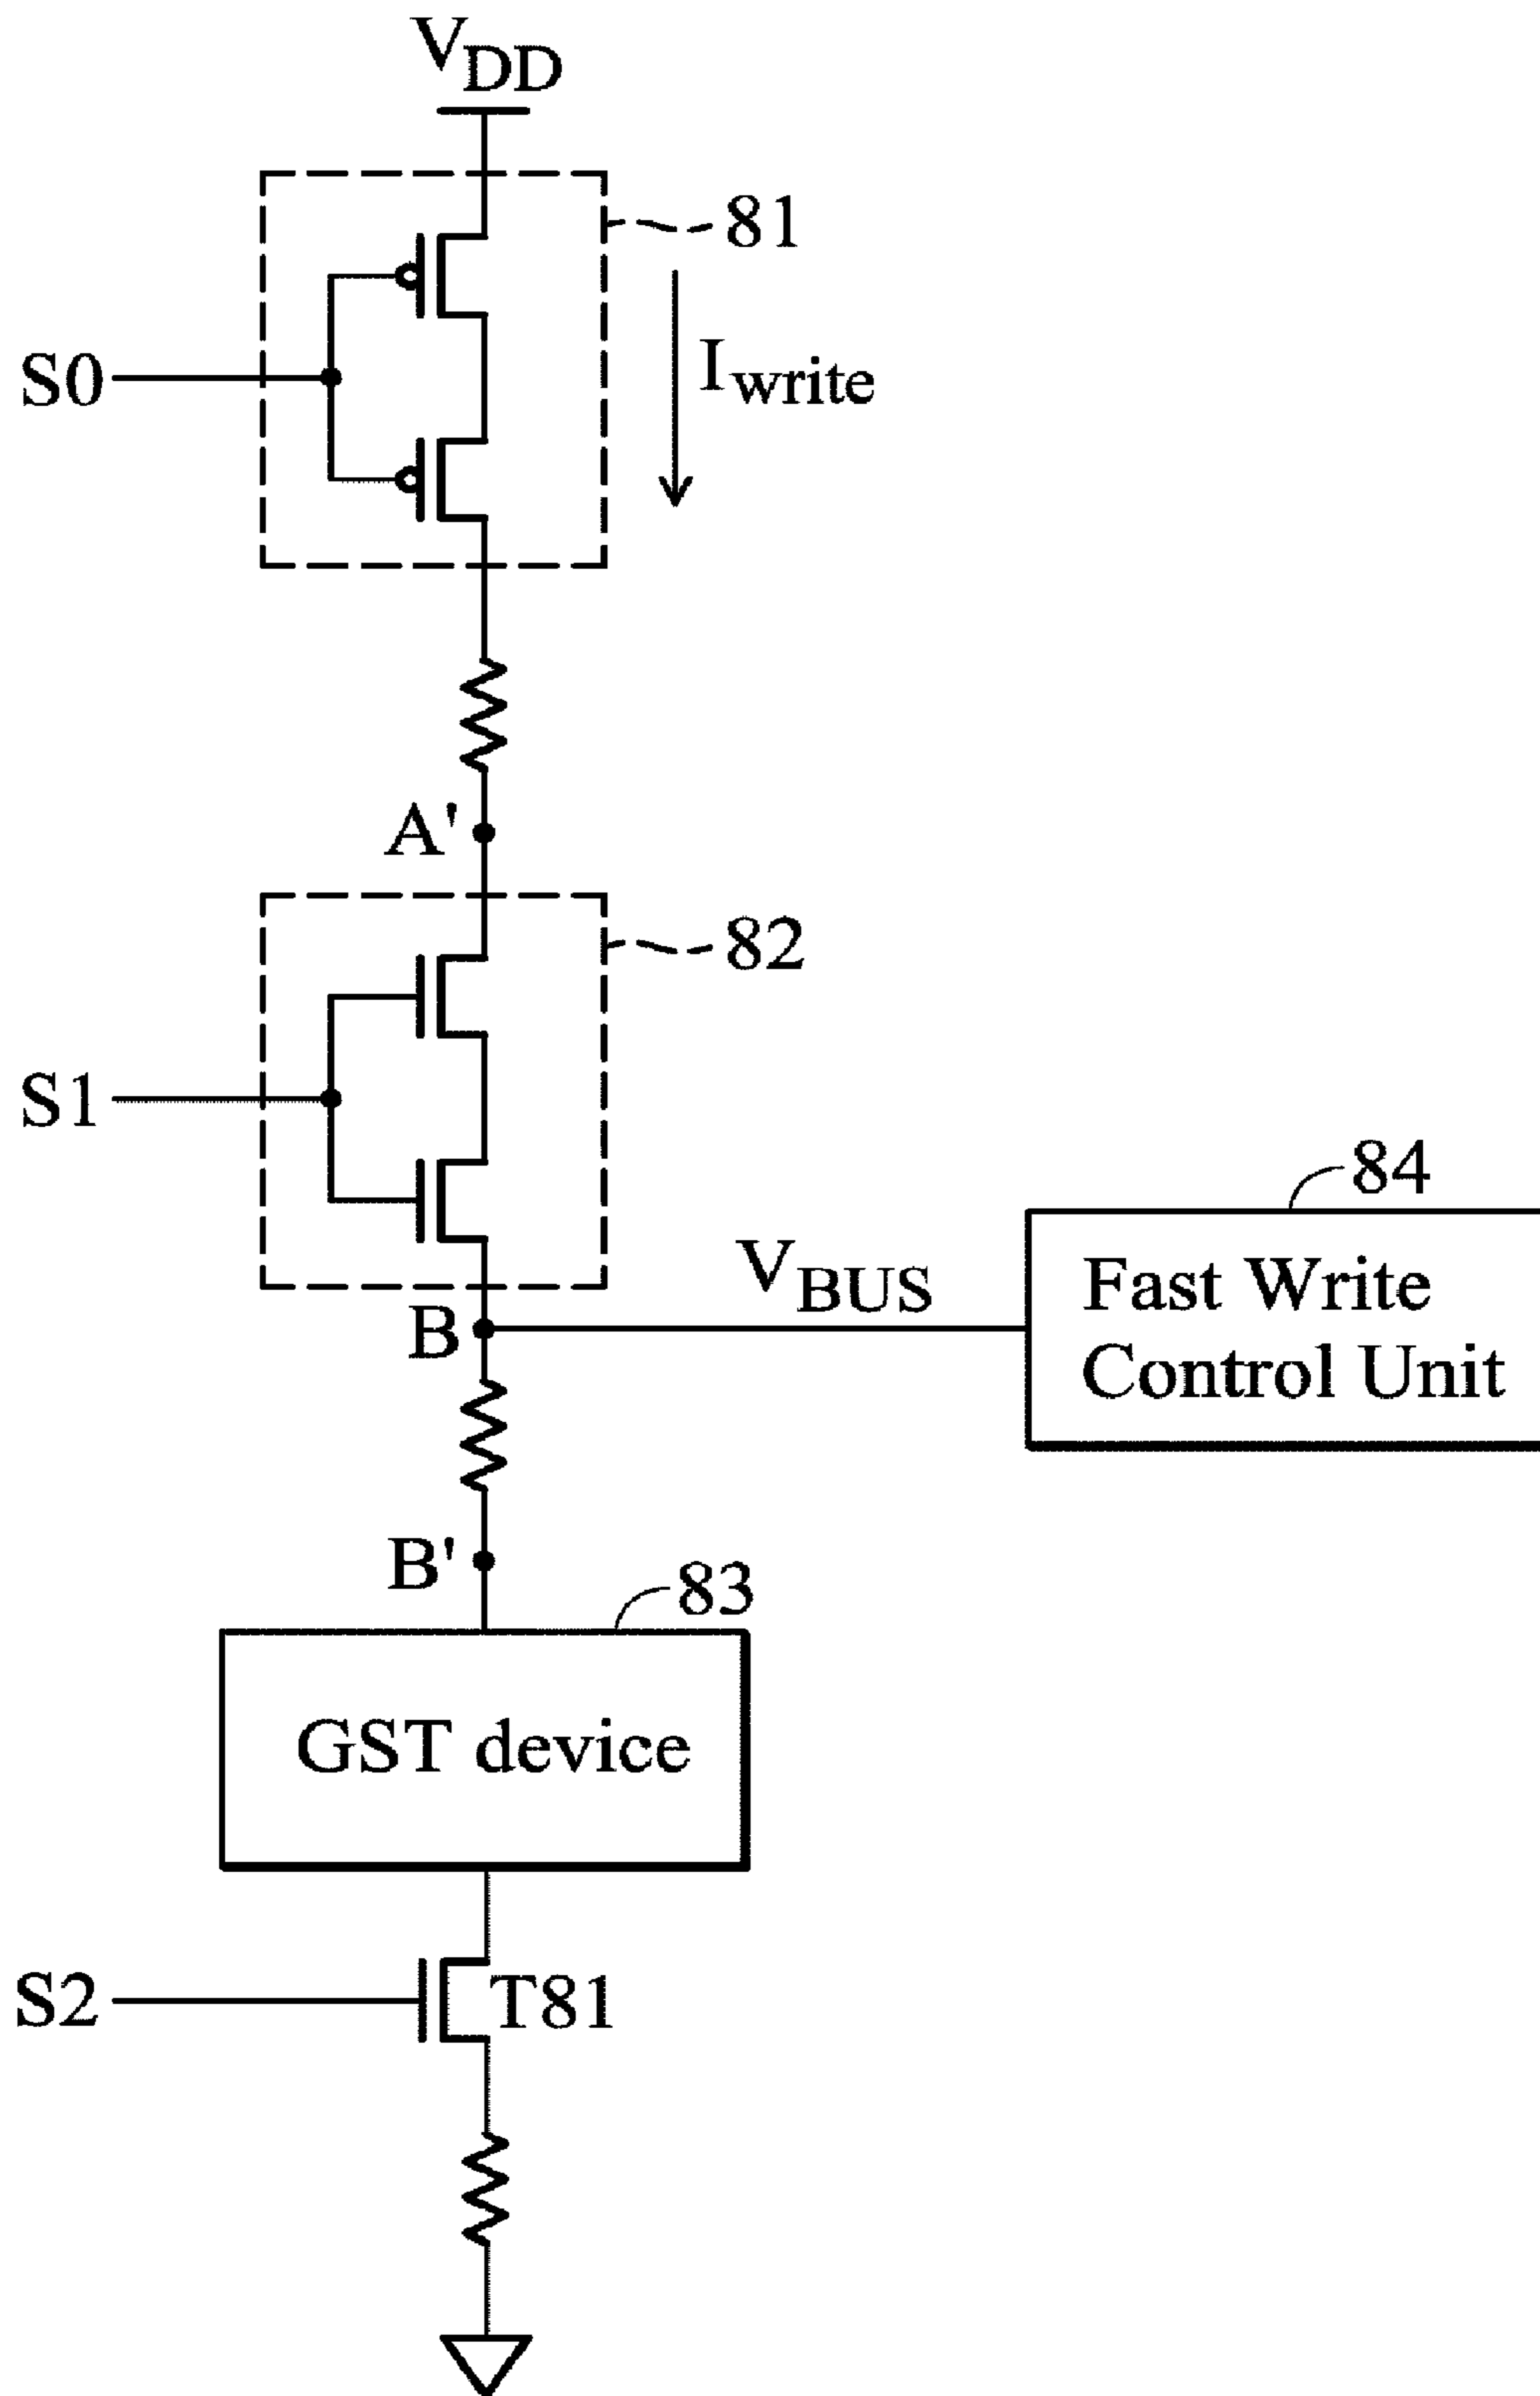 VDD
81
Iwrite
S0
A'
82
S1
84
VBUS
Fast Write
Control Unit
B
B'
83
GST device
S2
T81